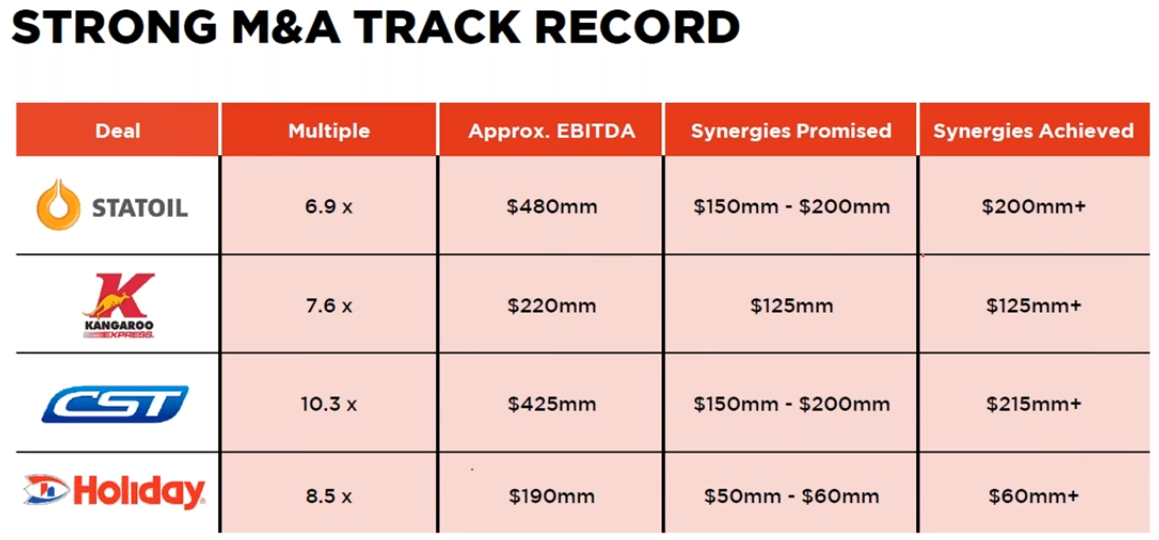 STRONG M&A TRACK RECORD
Deal Multiple Approx. EBITDA Synergies Promised Synergies Achieved
STATOIL 6.9 x $480mm $150mm - $200mm $200mm+
K KANGAROO EXPRESS 7.6 x $220mm $125mm $125mm+
CST 10.3 x $425mm $150mm - $200mm $215mm+
Holiday 8.5 x $190mm $50mm - $60mm $60mm+